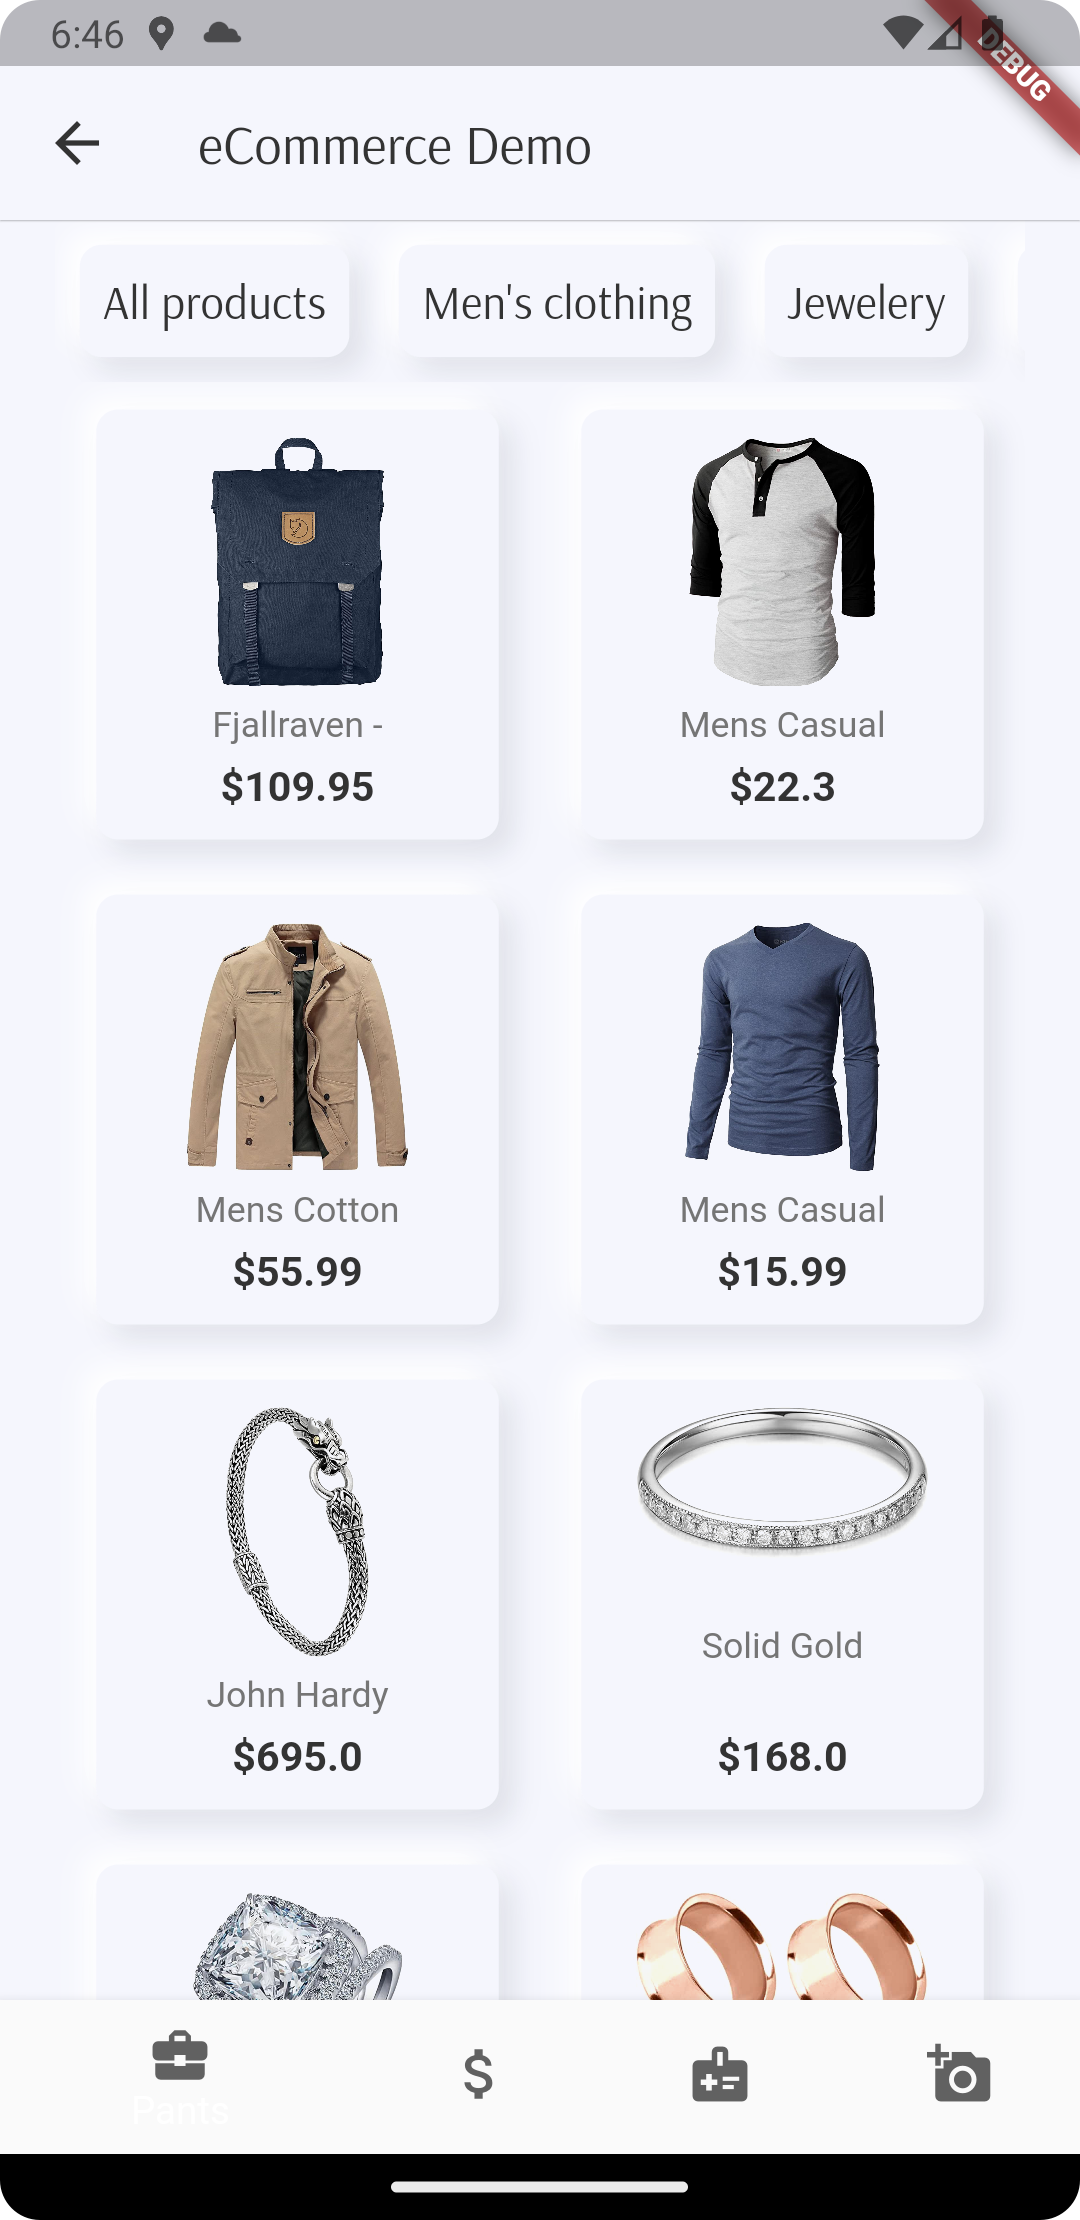 6:46
DEBUG
eCommerce Demo
All products
Men's clothing
Jewelery
Fjallraven -
$109.95
Mens Casual
$22.3
Mens Cotton
$55.99
Mens Casual
$15.99
John Hardy
$695.0
Solid Gold
$168.0
Pants